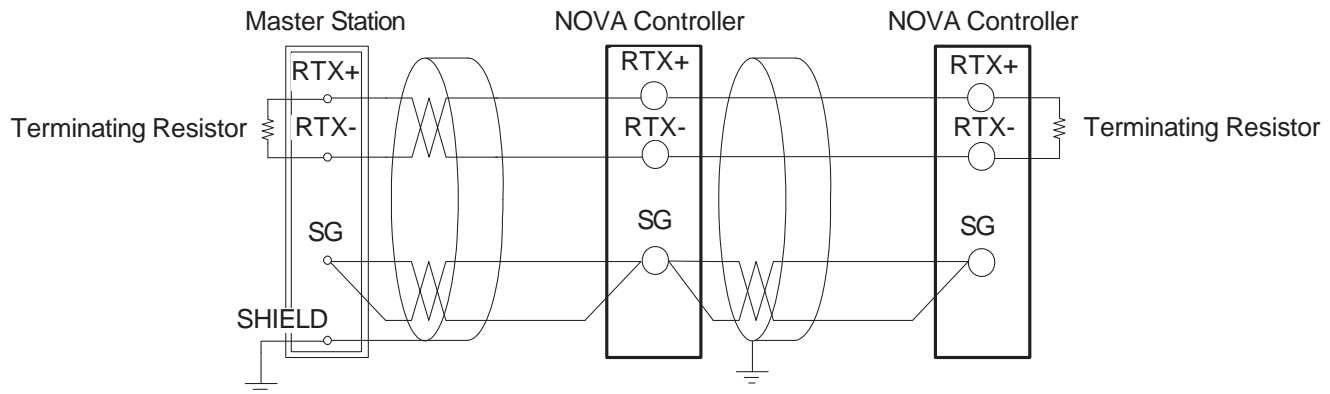 Master Station
NOVA Controller
NOVA Controller
RTX+
RTX+
RTX+
Terminating Resistor
RTX-
RTX-
RTX-
Terminating Resistor
SG
SG
SG
SHIELD